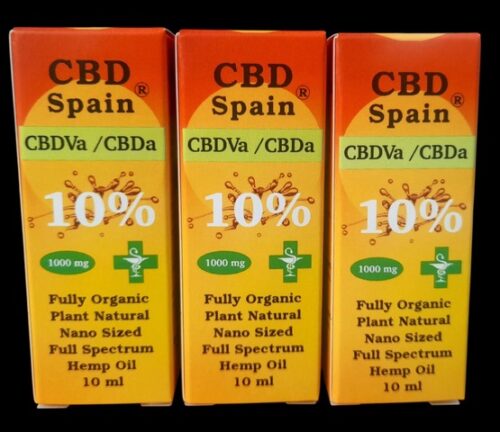 CBD
Spain®
CBDVa /CBDa
10%
1000 mg
Fully Organic
Plant Natural
Nano Sized
Full Spectrum
Hemp Oil
10 ml
CBD
Spain®
CBDVa /CBDa
10%
1000 mg
Fully Organic
Plant Natural
Nano Sized
Full Spectrum
Hemp Oil
10 ml
CBD
Spain®
CBDVa /CBDa
10%
1000 mg
Fully Organic
Plant Natural
Nano Sized
Full Spectrum
Hemp Oil
10 ml